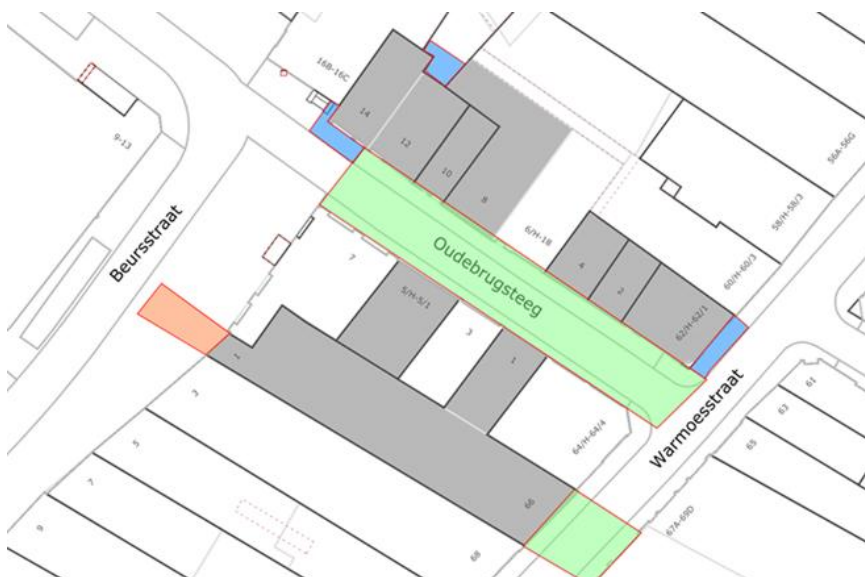 16B-16C
9-13
14
12
10
8
56A-56G
58/H-58/3
6/H-18
60/H-60/3
4
2
62/H-62/1
Beursstraat
Oudebrugsteeg
7
5/H-5/1
3
1
Warmoesstraat
61
63
65
1
3
5
7
9
64/H-64/4
66
67A-69D
68